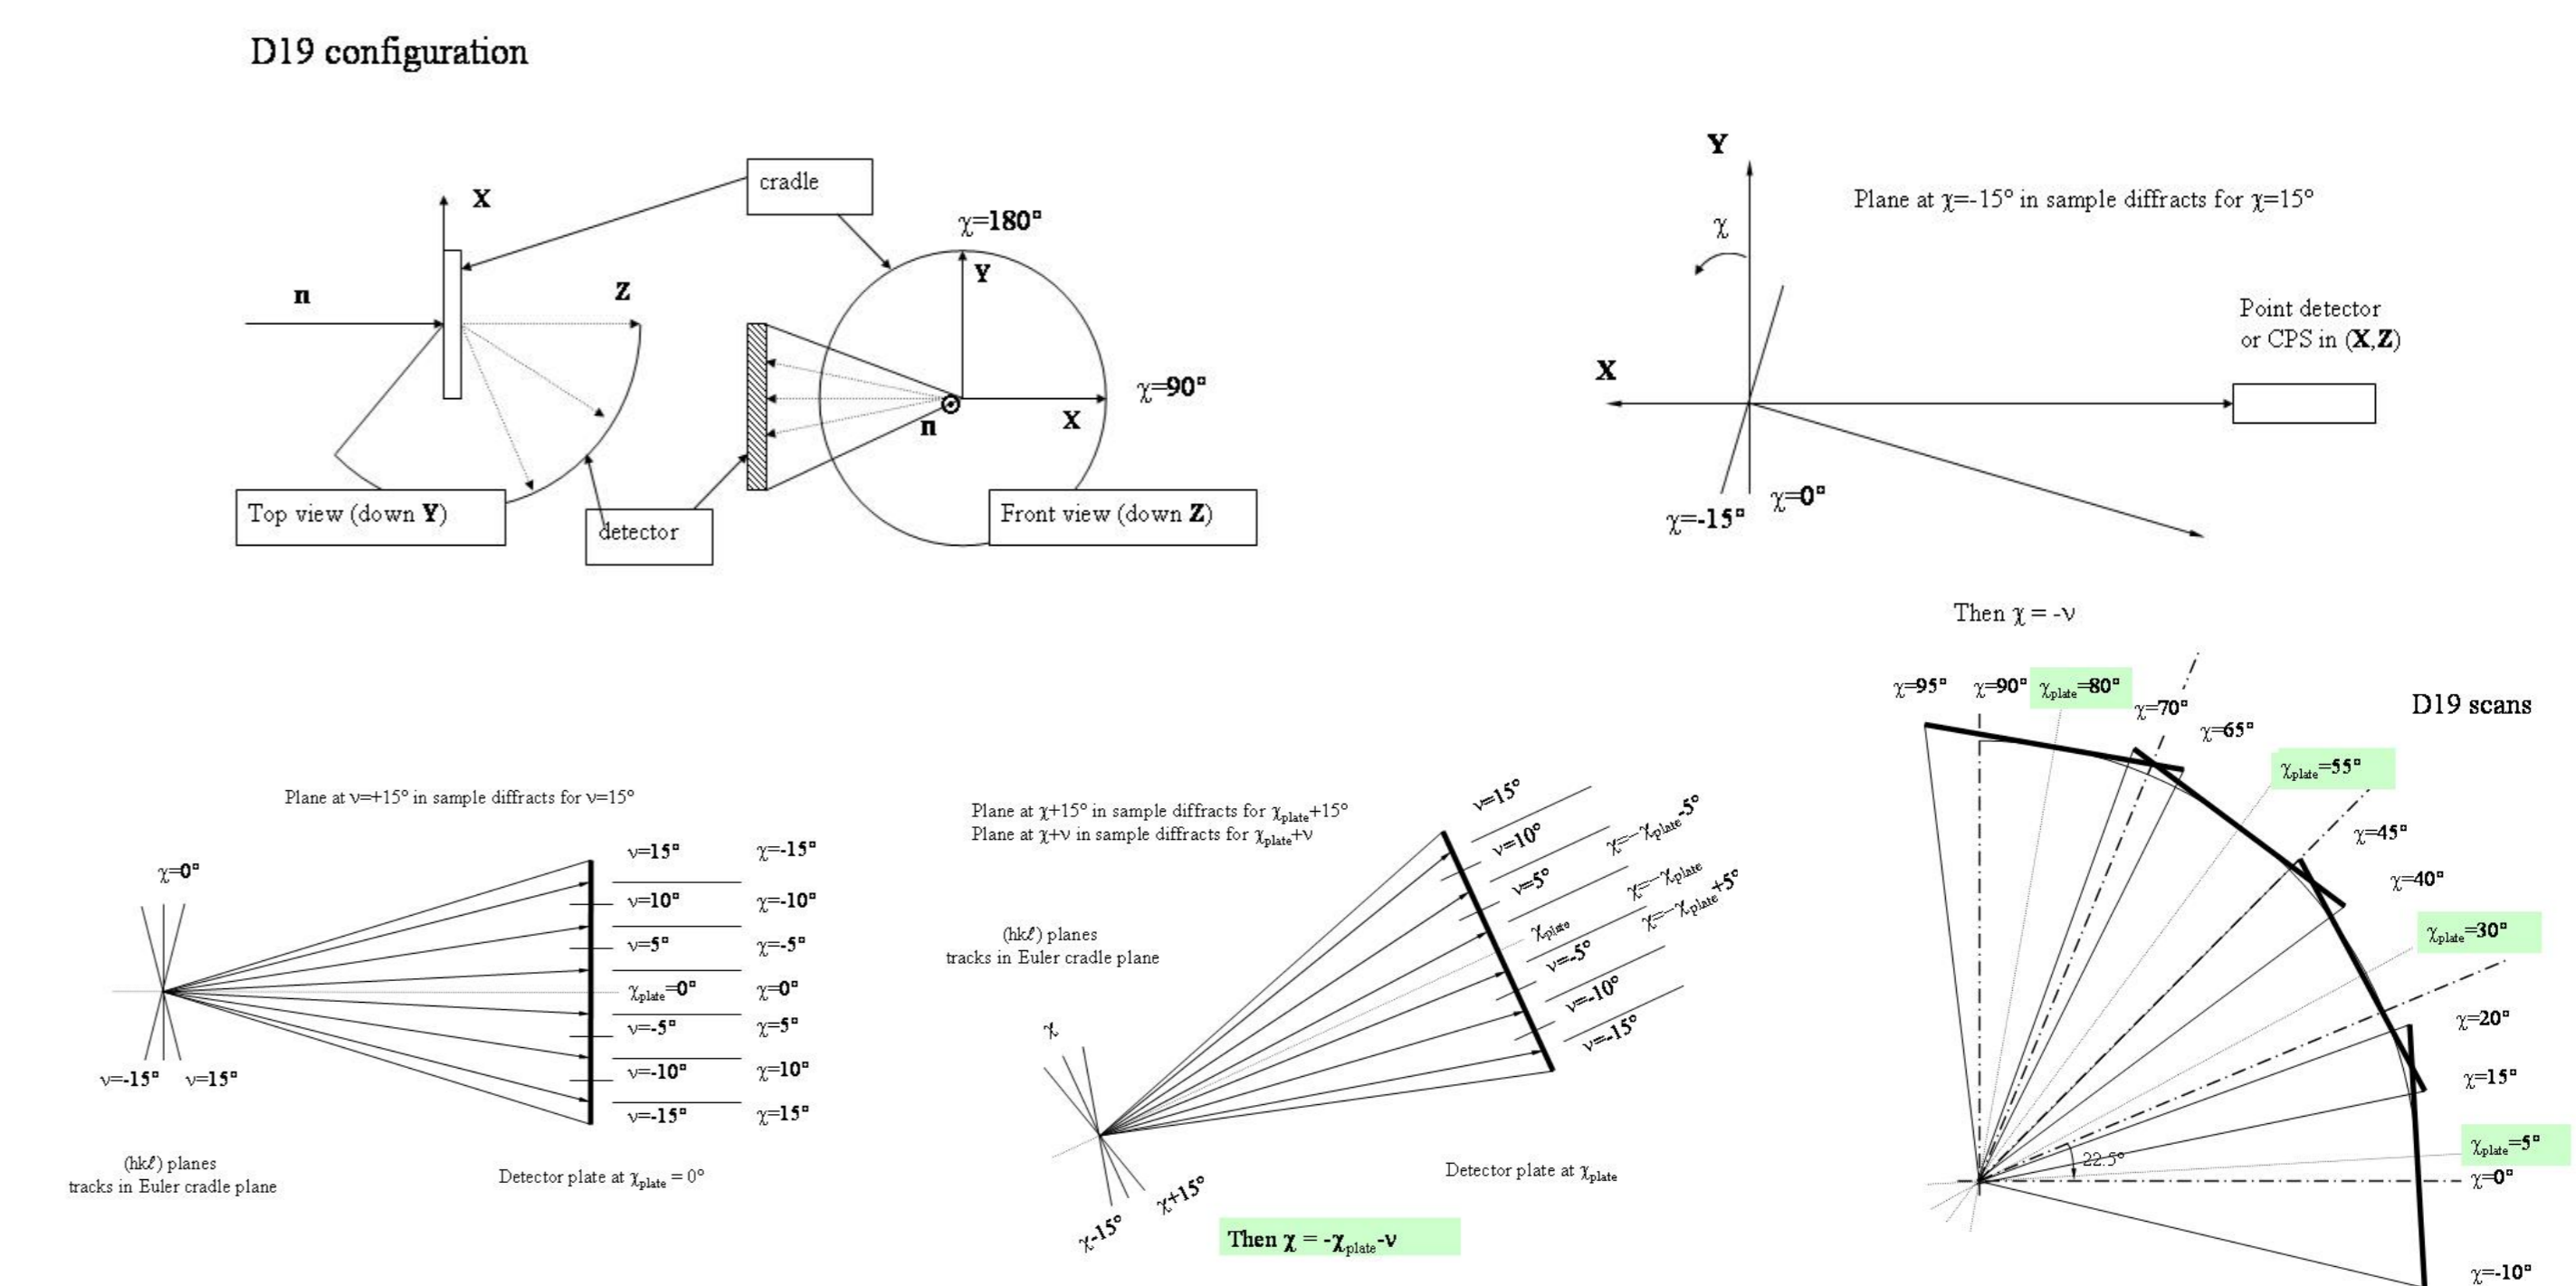 D19 configuration
cradle
X
n
Z
χ=180°
Y
χ=90°
X
n
Top view (down Y)
detector
Front view (down Z)
Y
Plane at χ=-15° in sample diffracts for χ=15°
χ
Point detector
or CPS in (X,Z)
X
χ=-15°
χ=0°
Then χ = -ν
Plane at ν=+15° in sample diffracts for ν=15°
χ=0°
ν=15° χ=-15°
ν=10° χ=-10°
ν=5° χ=-5°
χplate=0° χ=0°
ν=-5° χ=5°
ν=-10° χ=10°
ν=-15° χ=15°
ν=-15° ν=15°
(hkℓ) planes
tracks in Euler cradle plane
Detector plate at χplate = 0°
Plane at χ+15° in sample diffracts for χplate+15°
Plane at χ+ν in sample diffracts for χplate+ν
ν=15°
ν=10°
χ=-χplate-5°
ν=5°
χ=-χplate
χplate
χ=-χplate+5°
ν=-5°
ν=-10°
ν=-15°
(hkℓ) planes
tracks in Euler cradle plane
χ
χ-15°
χ+15°
Detector plate at χplate
Then χ = -χplate-ν
χ=95°
χ=90°
χplate=80°
χ=70°
D19 scans
χ=65°
χplate=55°
χ=45°
χ=40°
χplate=30°
χ=20°
χ=15°
χplate=5°
22.5°
χ=0°
χ=-10°